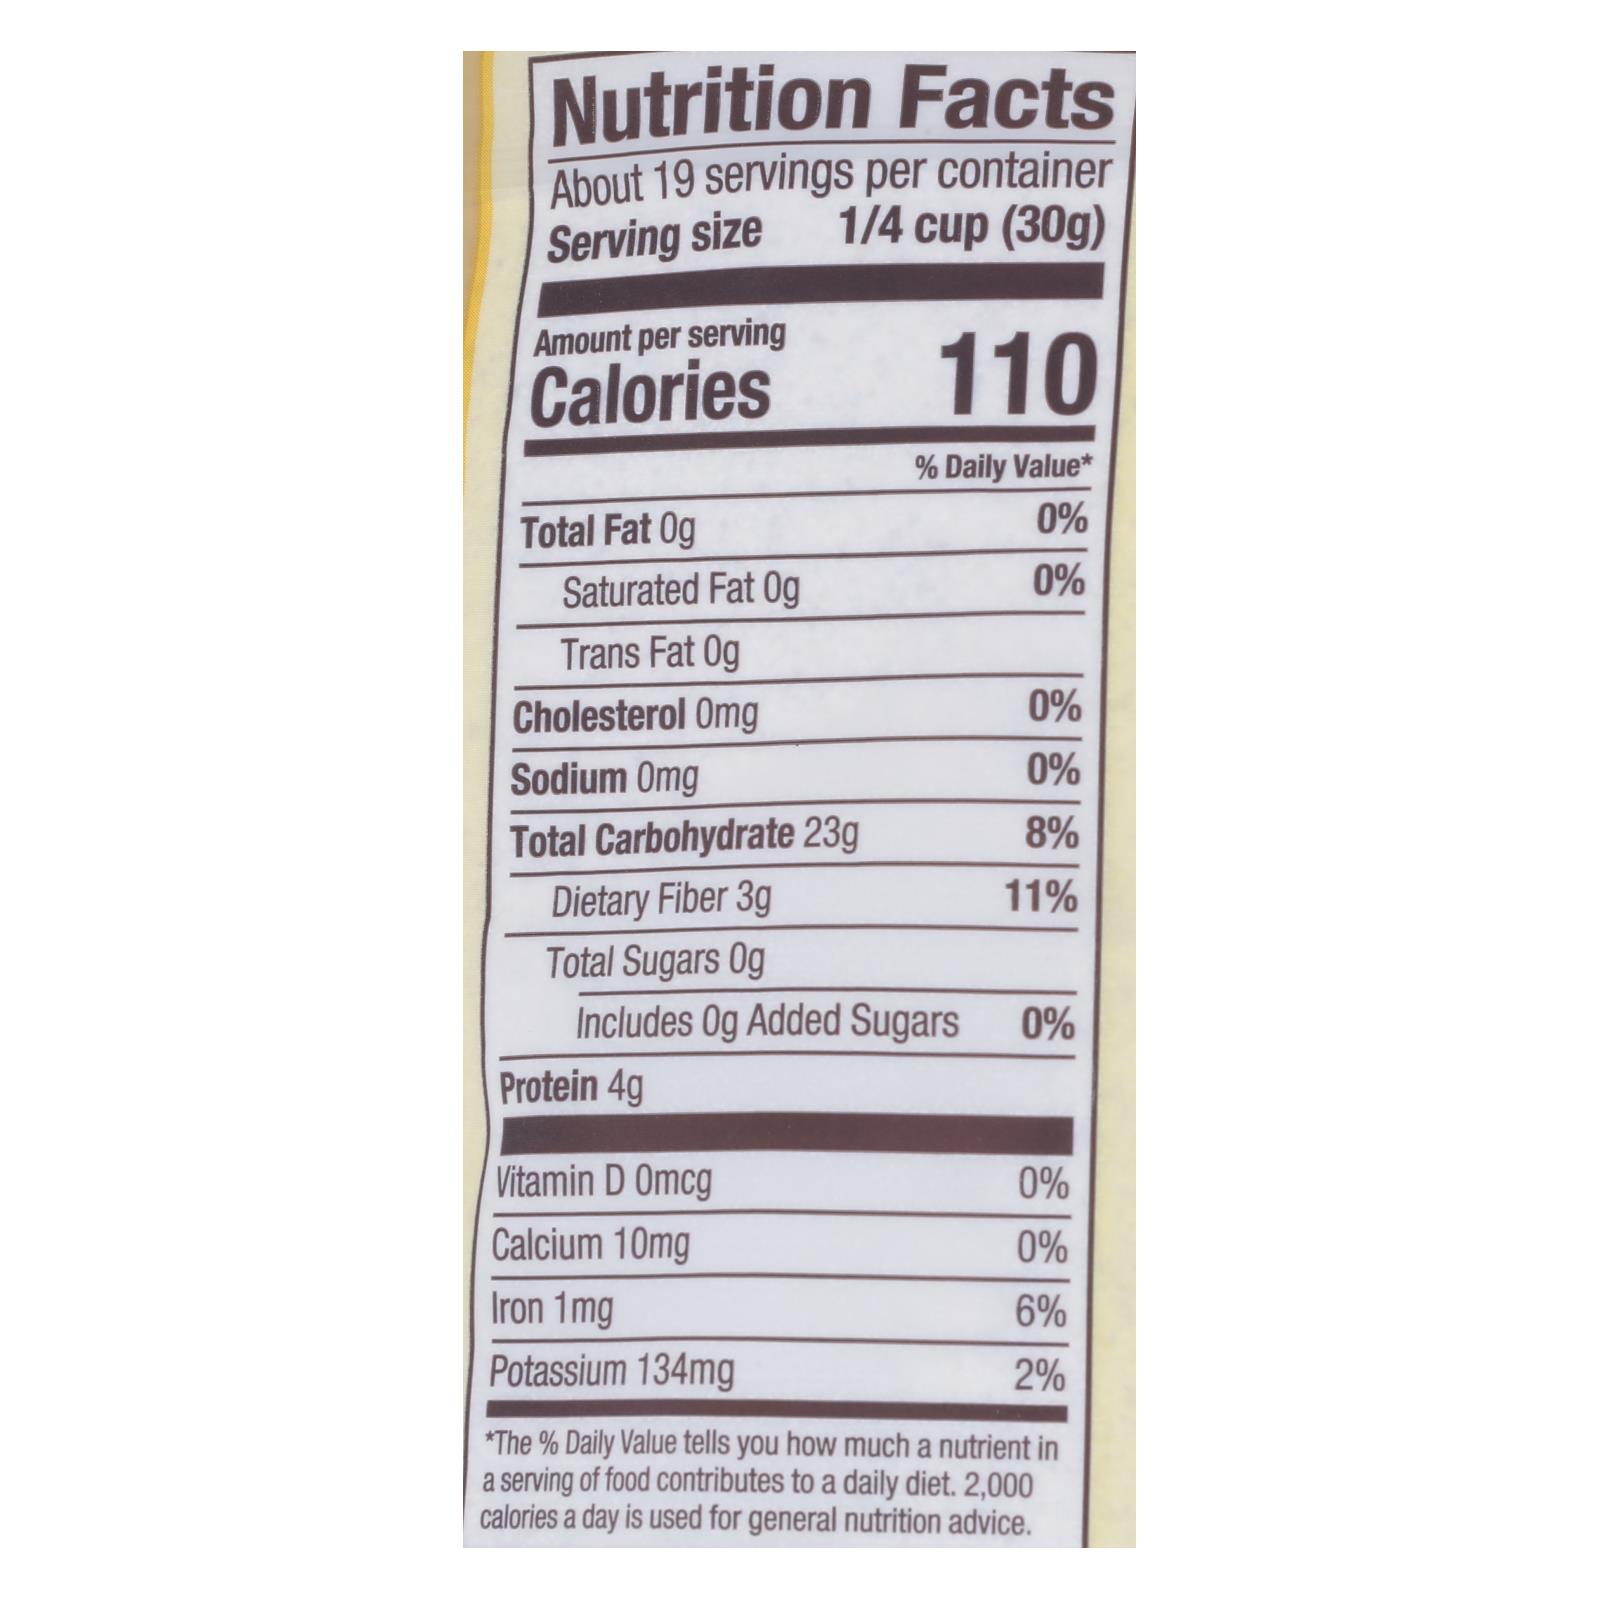 Nutrition Facts
About 19 servings per container
Serving size 1/4 cup (30g)
Amount per serving
Calories 110
% Daily Value*
Total Fat 0g 0%
Saturated Fat 0g 0%
Trans Fat 0g
Cholesterol 0mg 0%
Sodium 0mg 0%
Total Carbohydrate 23g 8%
Dietary Fiber 3g 11%
Total Sugars 0g
Includes 0g Added Sugars 0%
Protein 4g
Vitamin D 0mcg 0%
Calcium 10mg 0%
Iron 1mg 6%
Potassium 134mg 2%
*The % Daily Value tells you how much a nutrient in
a serving of food contributes to a daily diet. 2,000
calories a day is used for general nutrition advice.